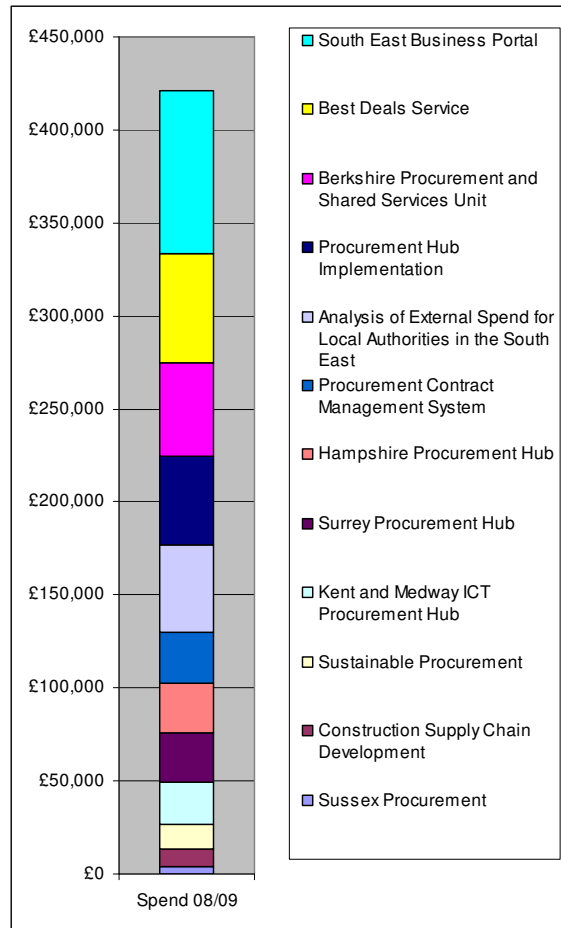 £450,000
£400,000
£350,000
£300,000
£250,000
£200,000
£150,000
£100,000
£50,000
£0
Spend 08/09
South East Business Portal
Best Deals Service
Berkshire Procurement and
Shared Services Unit
Procurement Hub
Implementation
Analysis of External Spend for
Local Authorities in the South
East
Procurement Contract
Management System
Hampshire Procurement Hub
Surrey Procurement Hub
Kent and Medway ICT
Procurement Hub
Sustainable Procurement
Construction Supply Chain
Development
Sussex Procurement